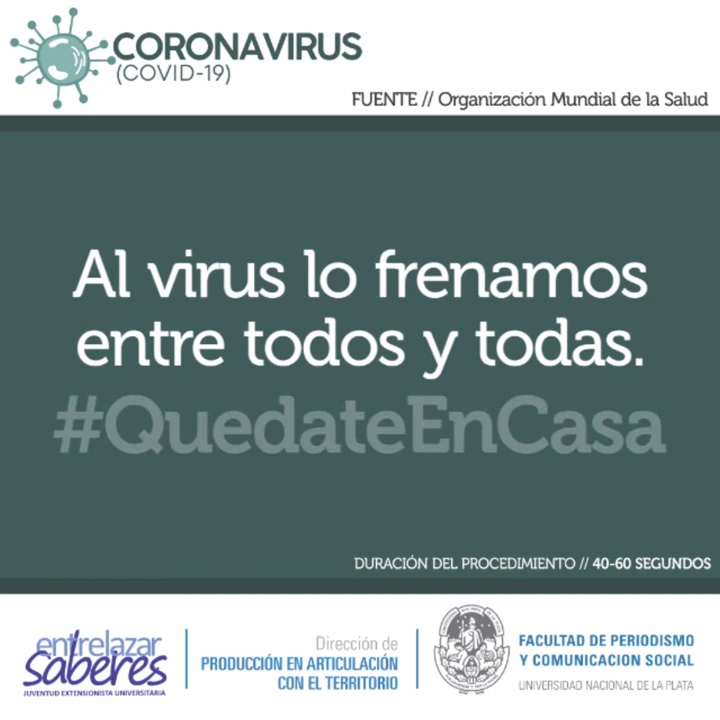 CORONAVIRUS
(COVID-19)
FUENTE // Organización Mundial de la Salud
Al virus lo frenamos
entre todos y todas.
#QuedateEnCasa
DURACIÓN DEL PROCEDIMIENTO // 40-60 SEGUNDOS
entrelazar
saberes
JUVENTUD EXTENSIONISTA UNIVERSITARIA
Dirección de
PRODUCCIÓN EN ARTICULACIÓN
CON EL TERRITORIO
FACULTAD DE PERIODISMO
Y COMUNICACION SOCIAL
UNIVERSIDAD NACIONAL DE LA PLATA